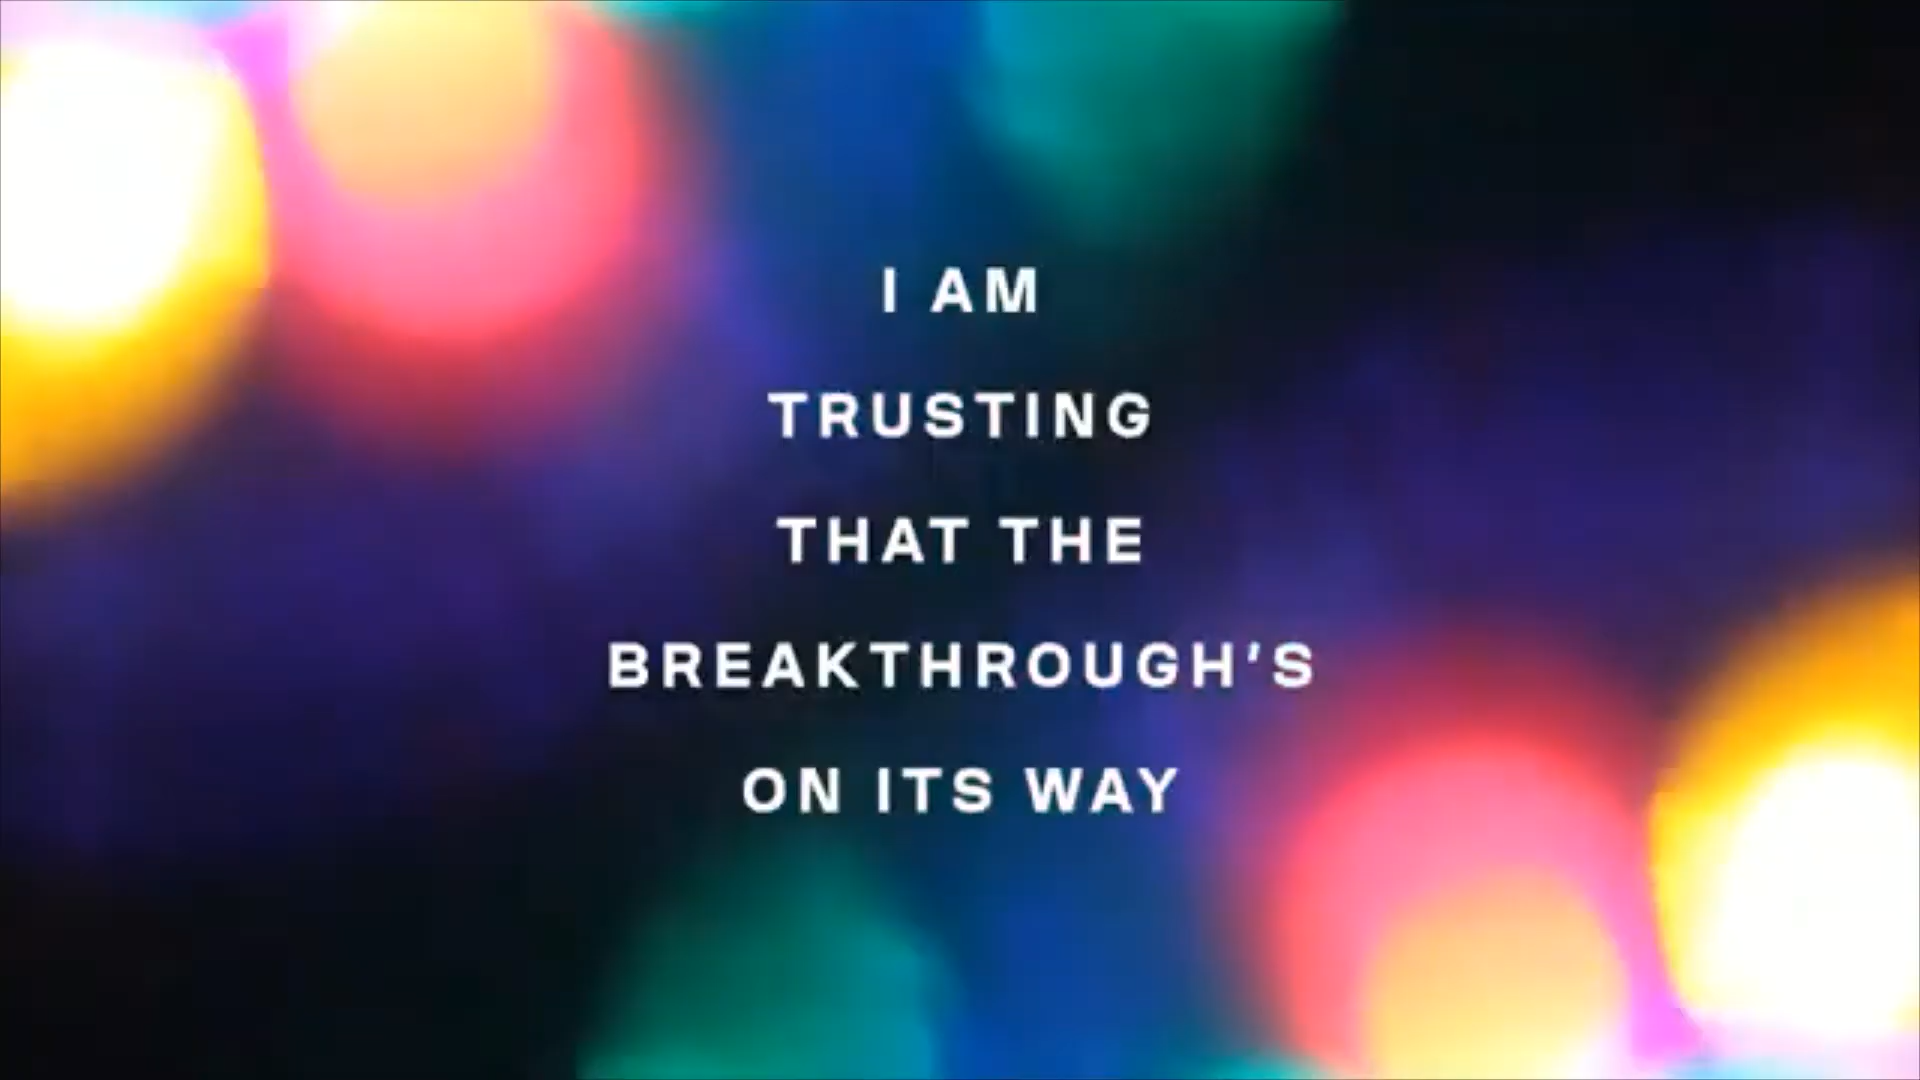 I AM
TRUSTING
THAT THE
BREAKTHROUGH'S
ON ITS WAY